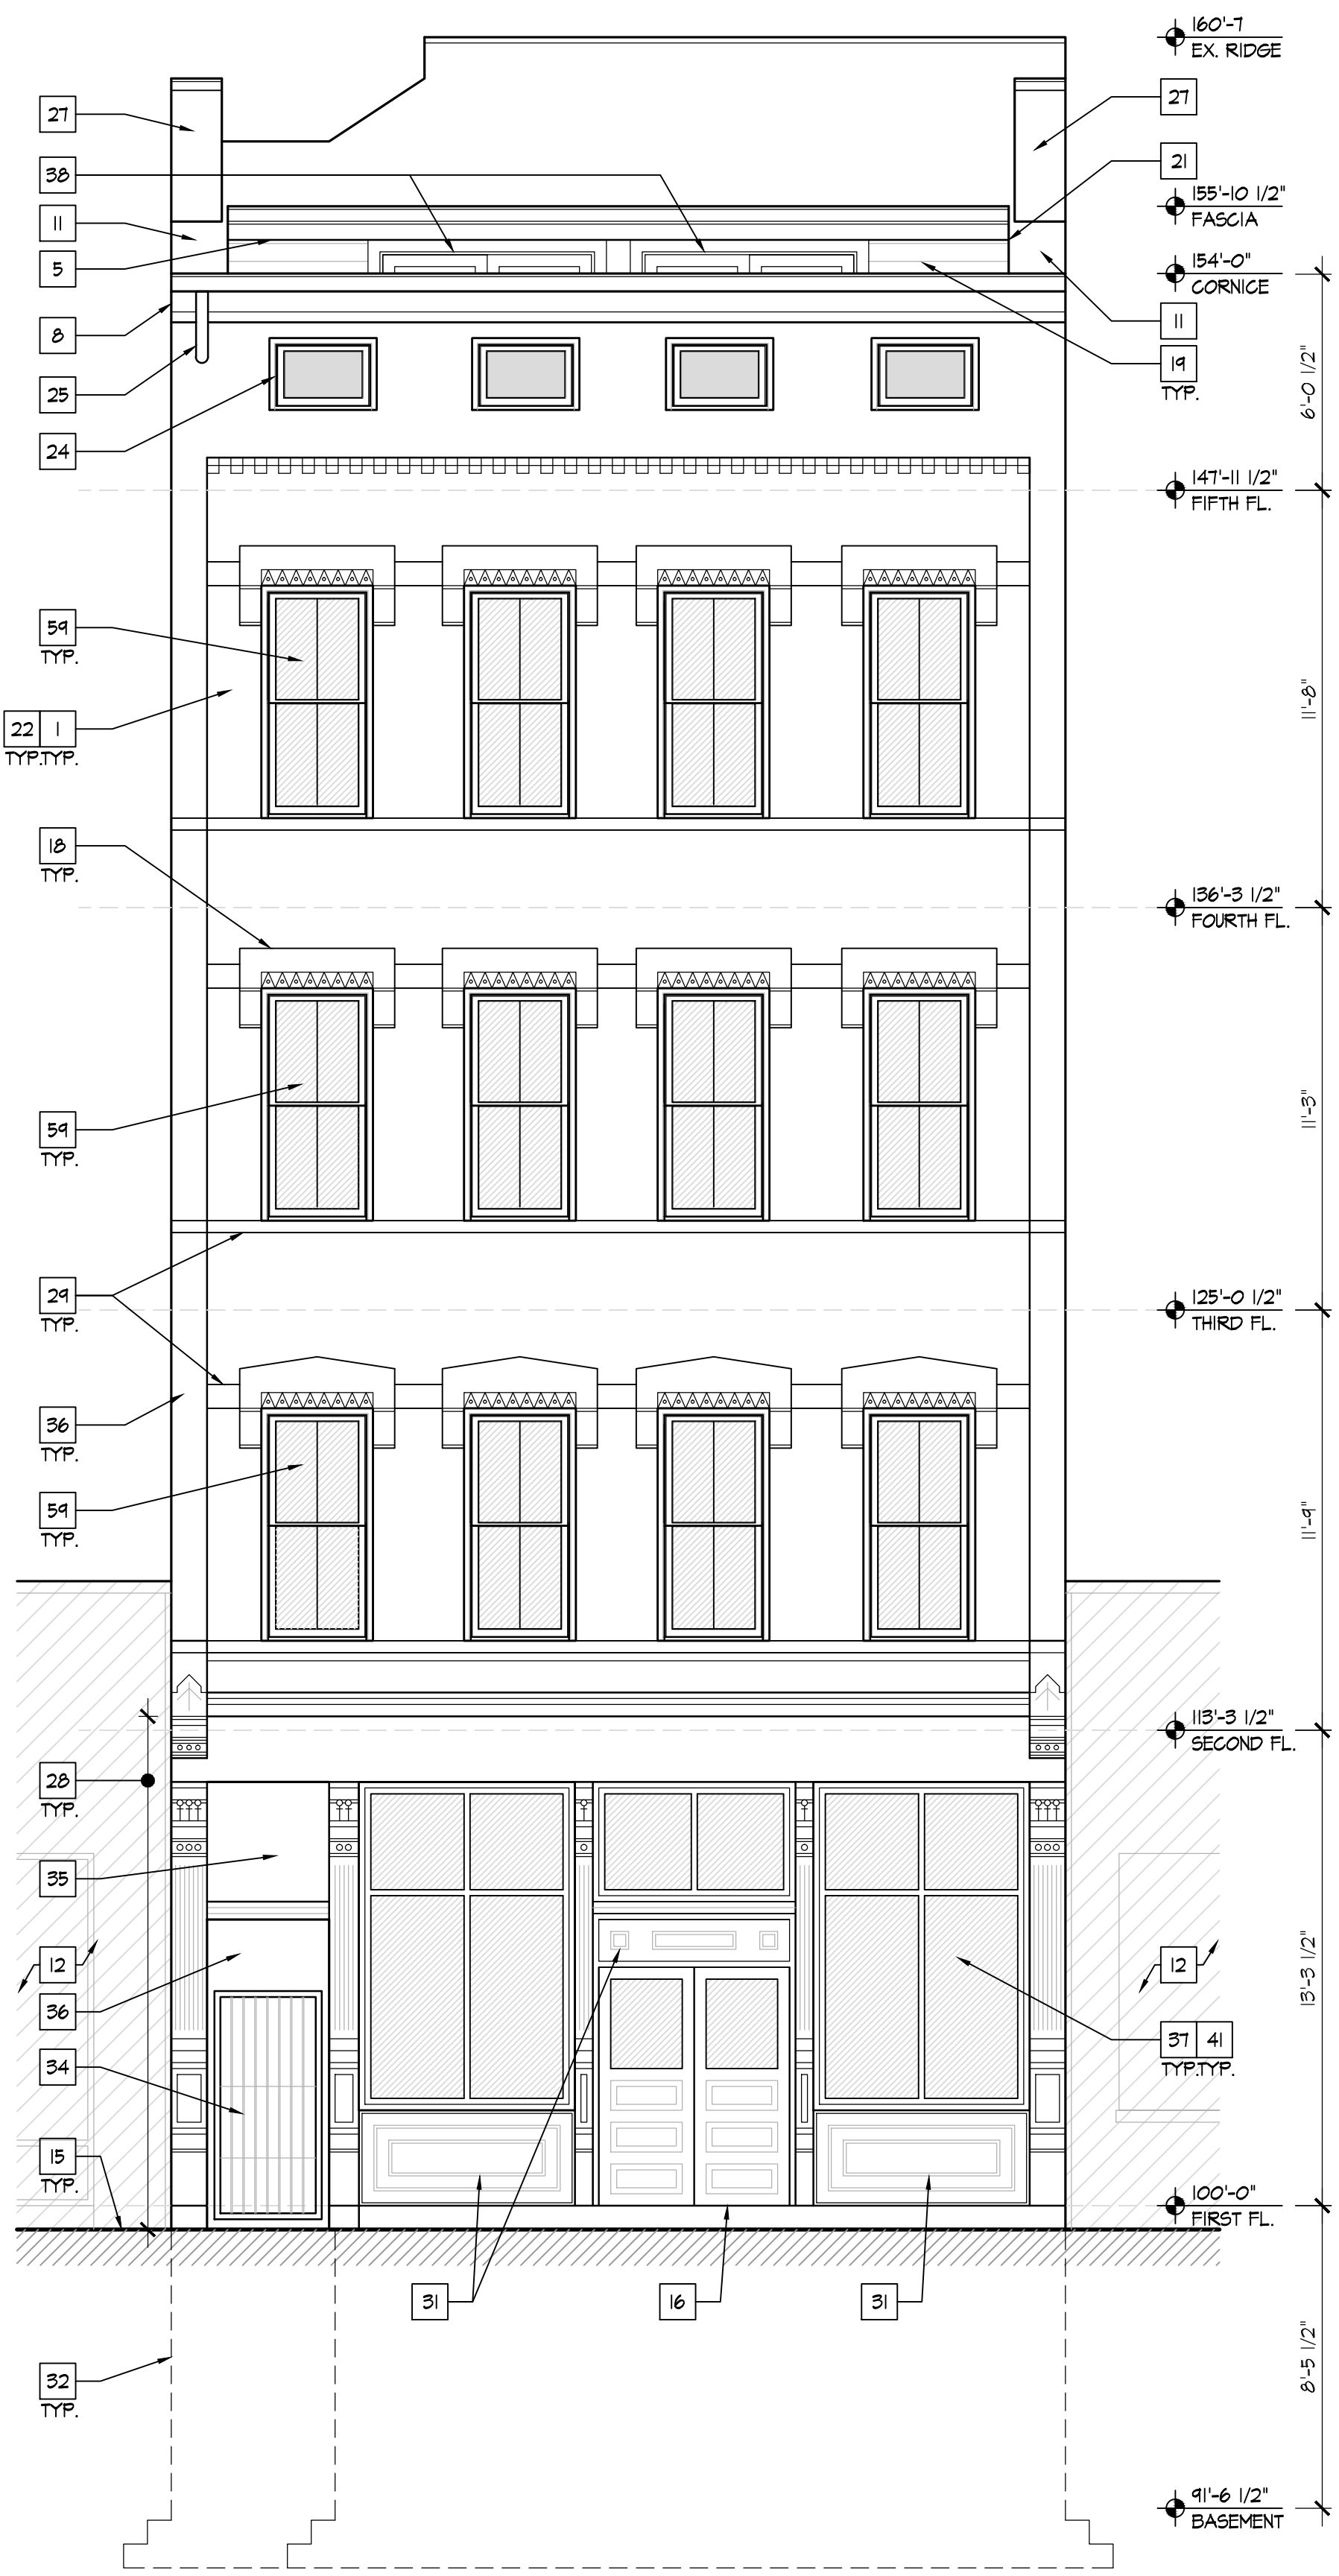 160'-7
EX. RIDGE
27
27
38
21
11
155'-10 1/2"
FASCIA
5
154'-0"
CORNICE
8
11
25
19
TYP.
6'-0 1/2"
24
147'-11 1/2"
FIFTH FL.
59
TYP.
11'-8"
22 1
TYP. TYP.
18
TYP.
136'-3 1/2"
FOURTH FL.
59
TYP.
11'-3"
29
TYP.
125'-0 1/2"
THIRD FL.
36
TYP.
59
TYP.
11'-9"
113'-3 1/2"
SECOND FL.
28
TYP.
35
12
12
13'-3 1/2"
36
37 41
TYP. TYP.
34
15
TYP.
100'-0"
FIRST FL.
31
16
31
32
TYP.
8'-5 1/2"
91'-6 1/2"
BASEMENT